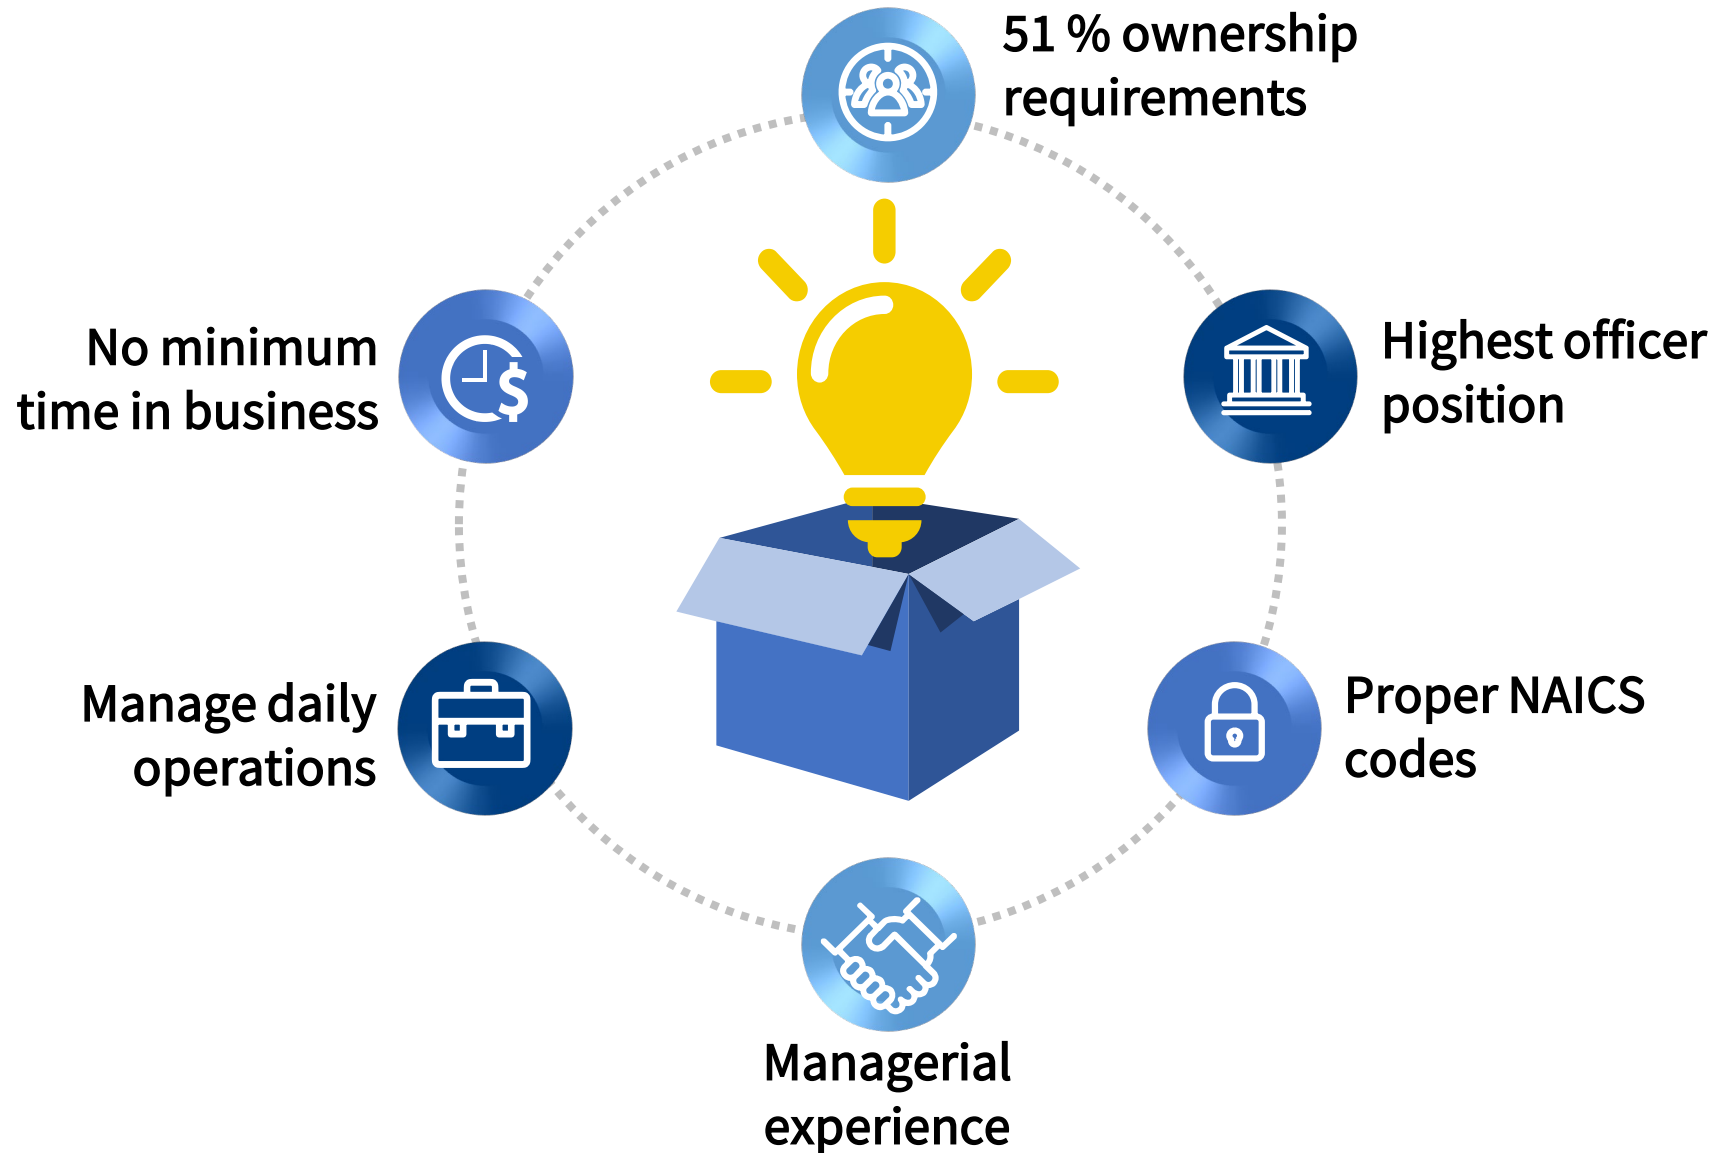 51 % ownership
requirements
Highest officer
position
Proper NAICS
codes
Managerial
experience
Manage daily
operations
No minimum
time in business